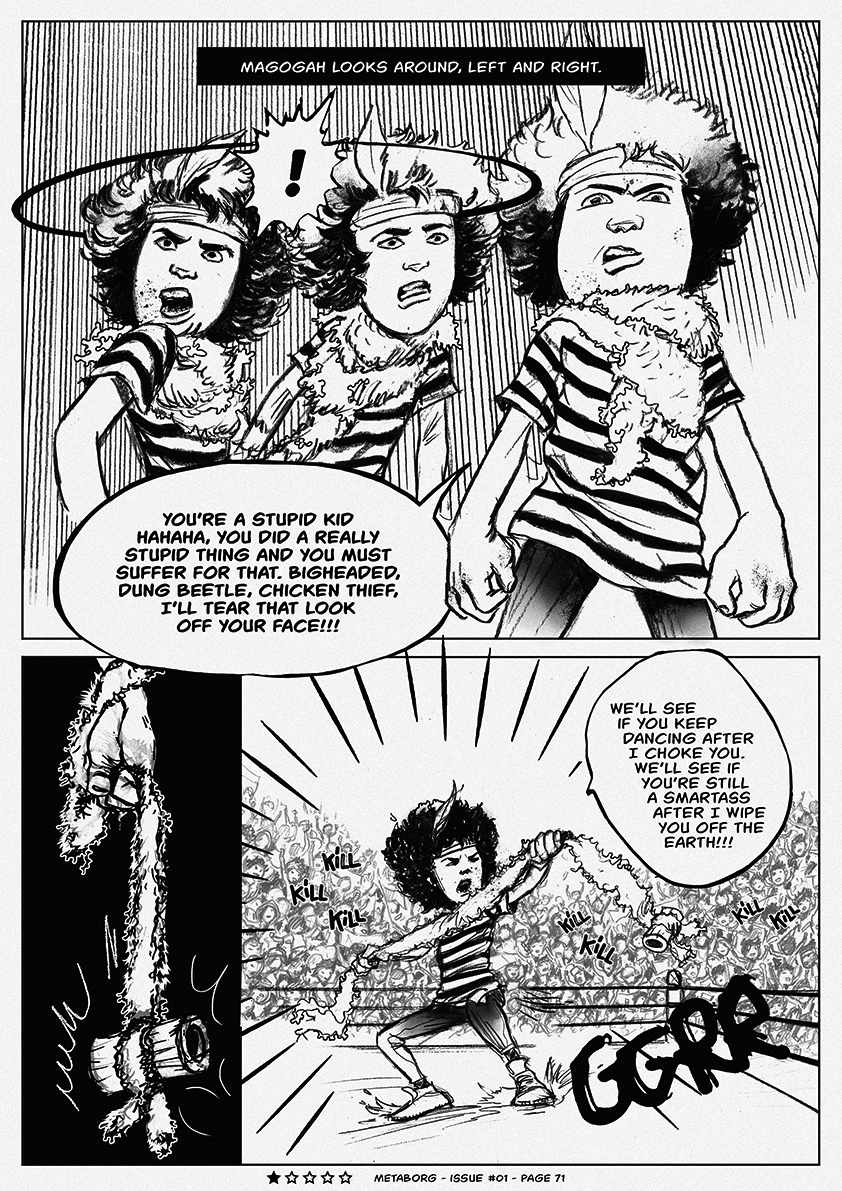 MAGOGAH LOOKS AROUND, LEFT AND RIGHT.
!
YOU'RE A STUPID KID
HAHAHA, YOU DID A REALLY
STUPID THING AND YOU MUST
SUFFER FOR THAT. BIGHEADED,
DUNG BEETLE, CHICKEN THIEF,
I'LL TEAR THAT LOOK
OFF YOUR FACE!!!
WE'LL SEE
IF YOU KEEP
DANCING AFTER
I CHOKE YOU.
WE'LL SEE IF
YOU'RE STILL
A SMARTASS
AFTER I WIPE
YOU OFF THE
EARTH!!!
KiLL
KiLL
KiLL
KiLL
KiLL
KiLL
KiLL
GGRR
METABORG - ISSUE #01 - PAGE 71